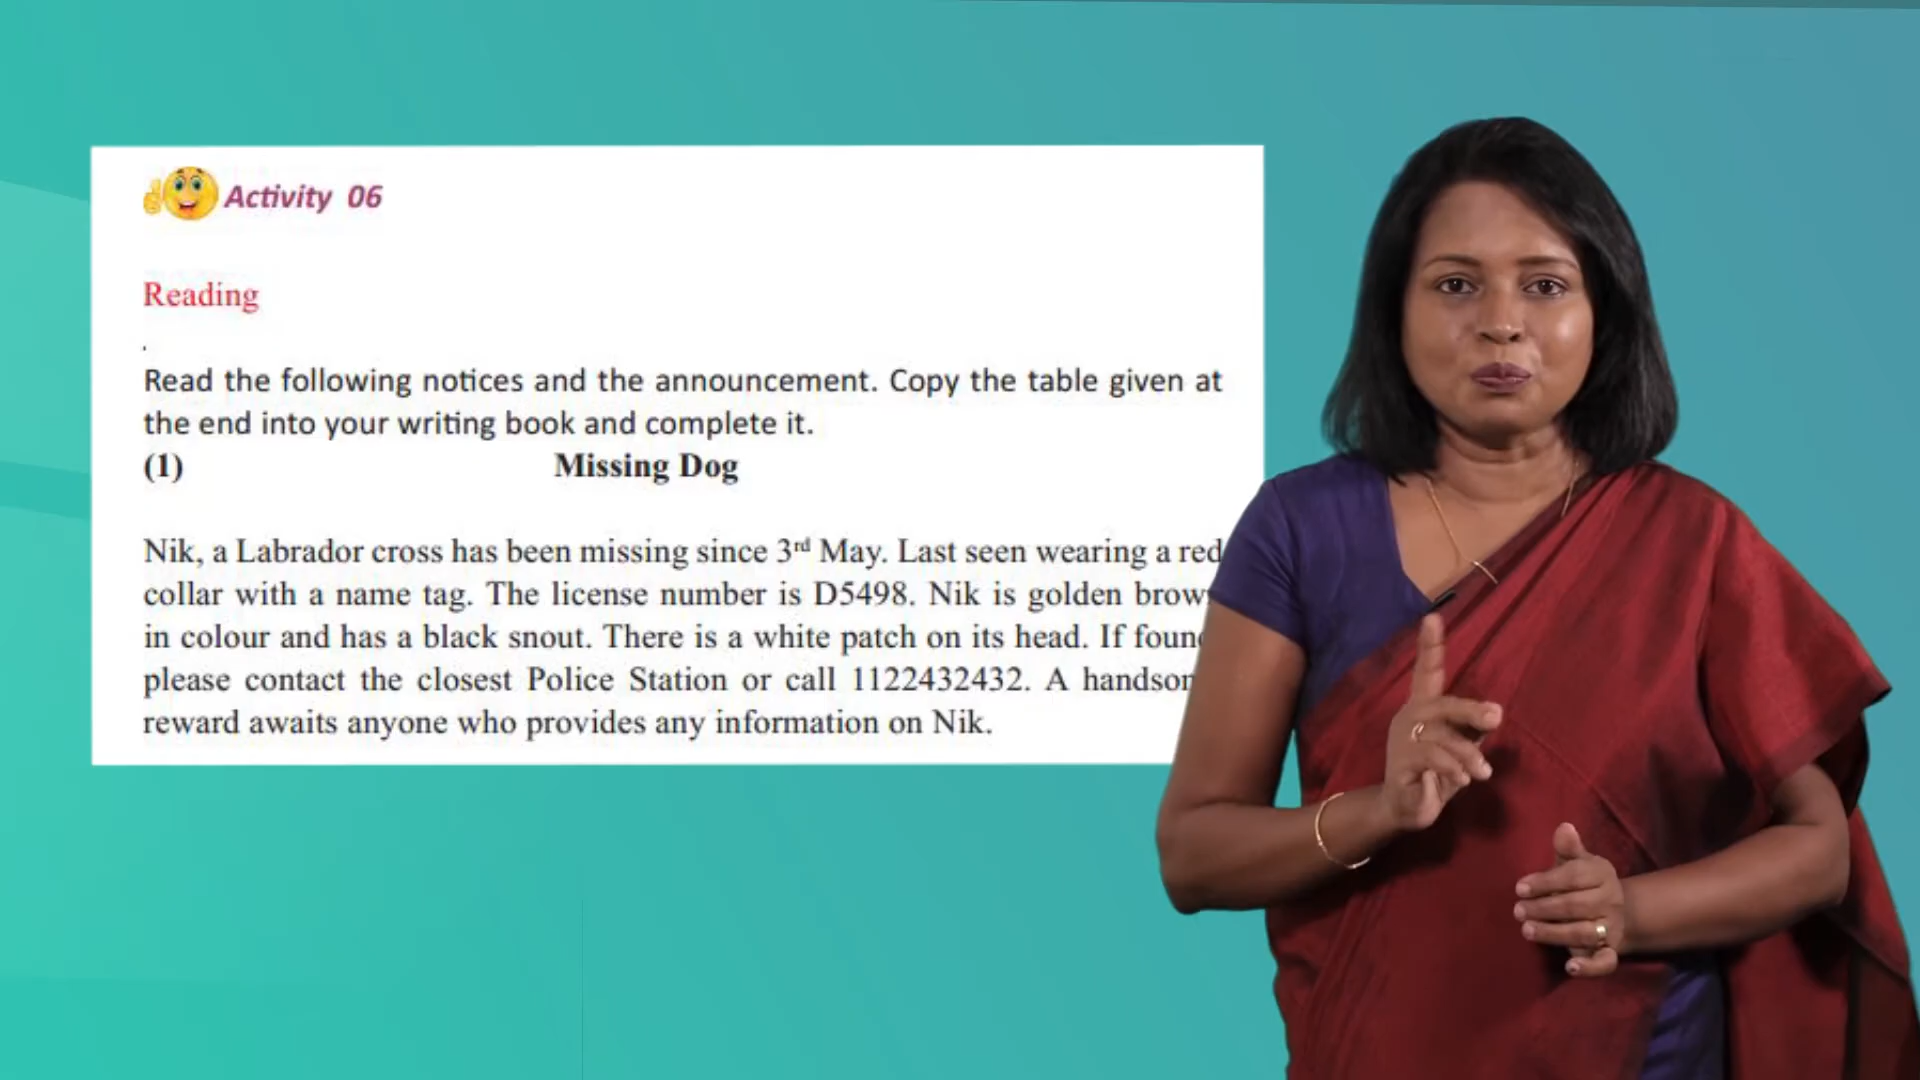 Activity 06
Reading
.
Read the following notices and the announcement. Copy the table given at
the end into your writing book and complete it.
(1) Missing Dog
Nik, a Labrador cross has been missing since 3rd May. Last seen wearing a red
collar with a name tag. The license number is D5498. Nik is golden brow
in colour and has a black snout. There is a white patch on its head. If foun
please contact the closest Police Station or call 1122432432. A handsom
reward awaits anyone who provides any information on Nik.